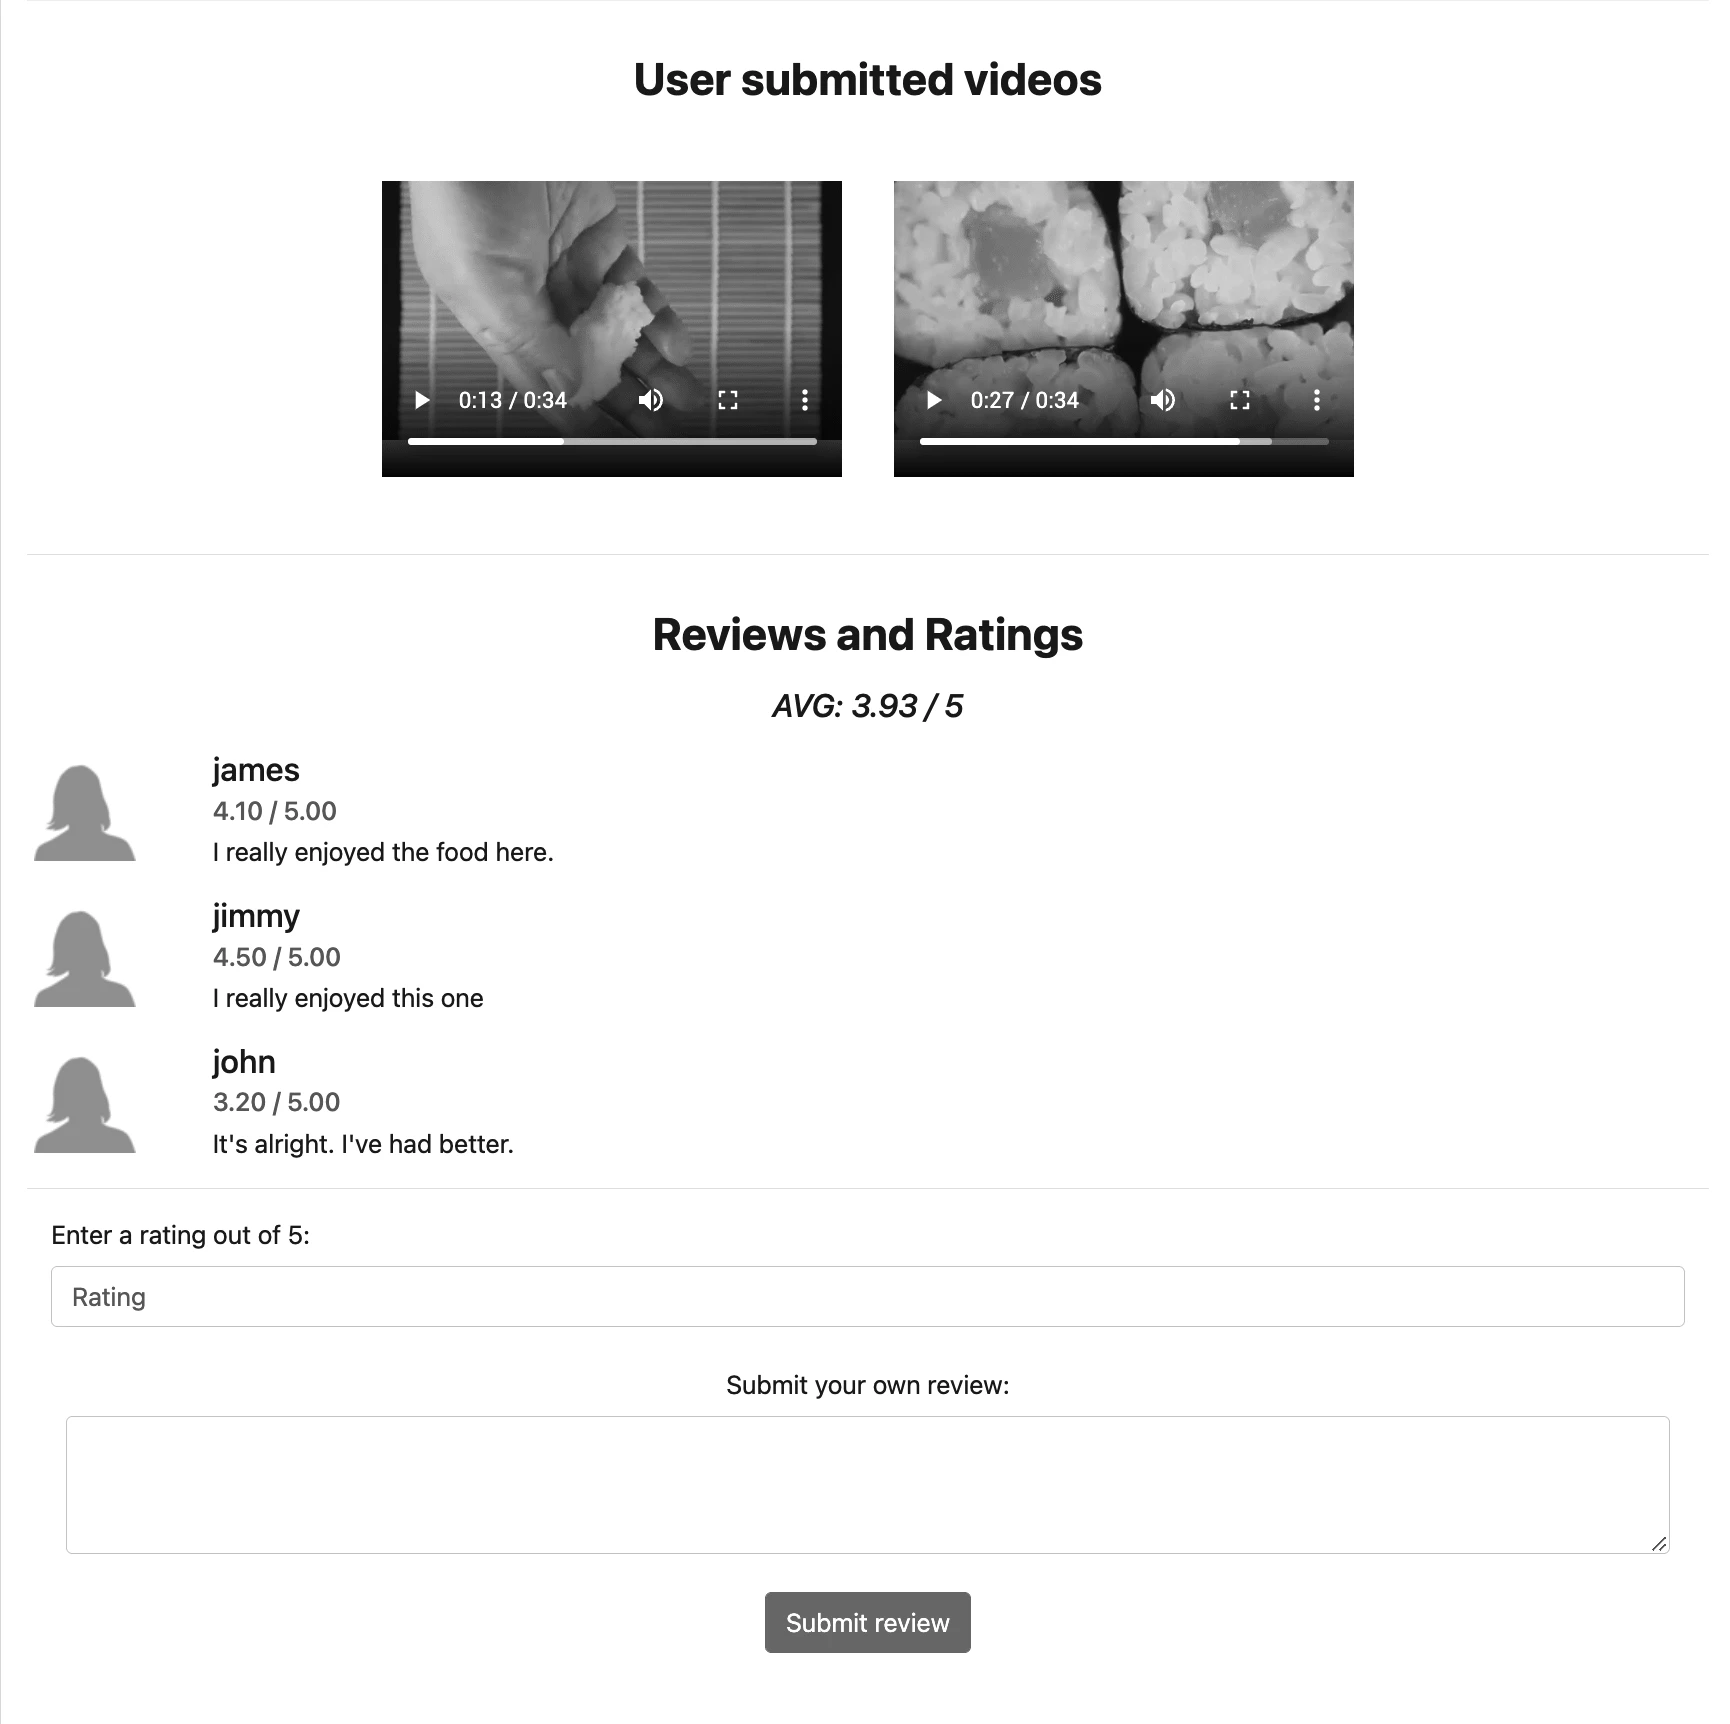 User submitted videos
0:13 / 0:34
0:27 / 0:34
Reviews and Ratings
AVG: 3.93 / 5
james
4.10 / 5.00
I really enjoyed the food here.
jimmy
4.50 / 5.00
I really enjoyed this one
john
3.20 / 5.00
It's alright. I've had better.
Enter a rating out of 5:
Rating
Submit your own review:
Submit review